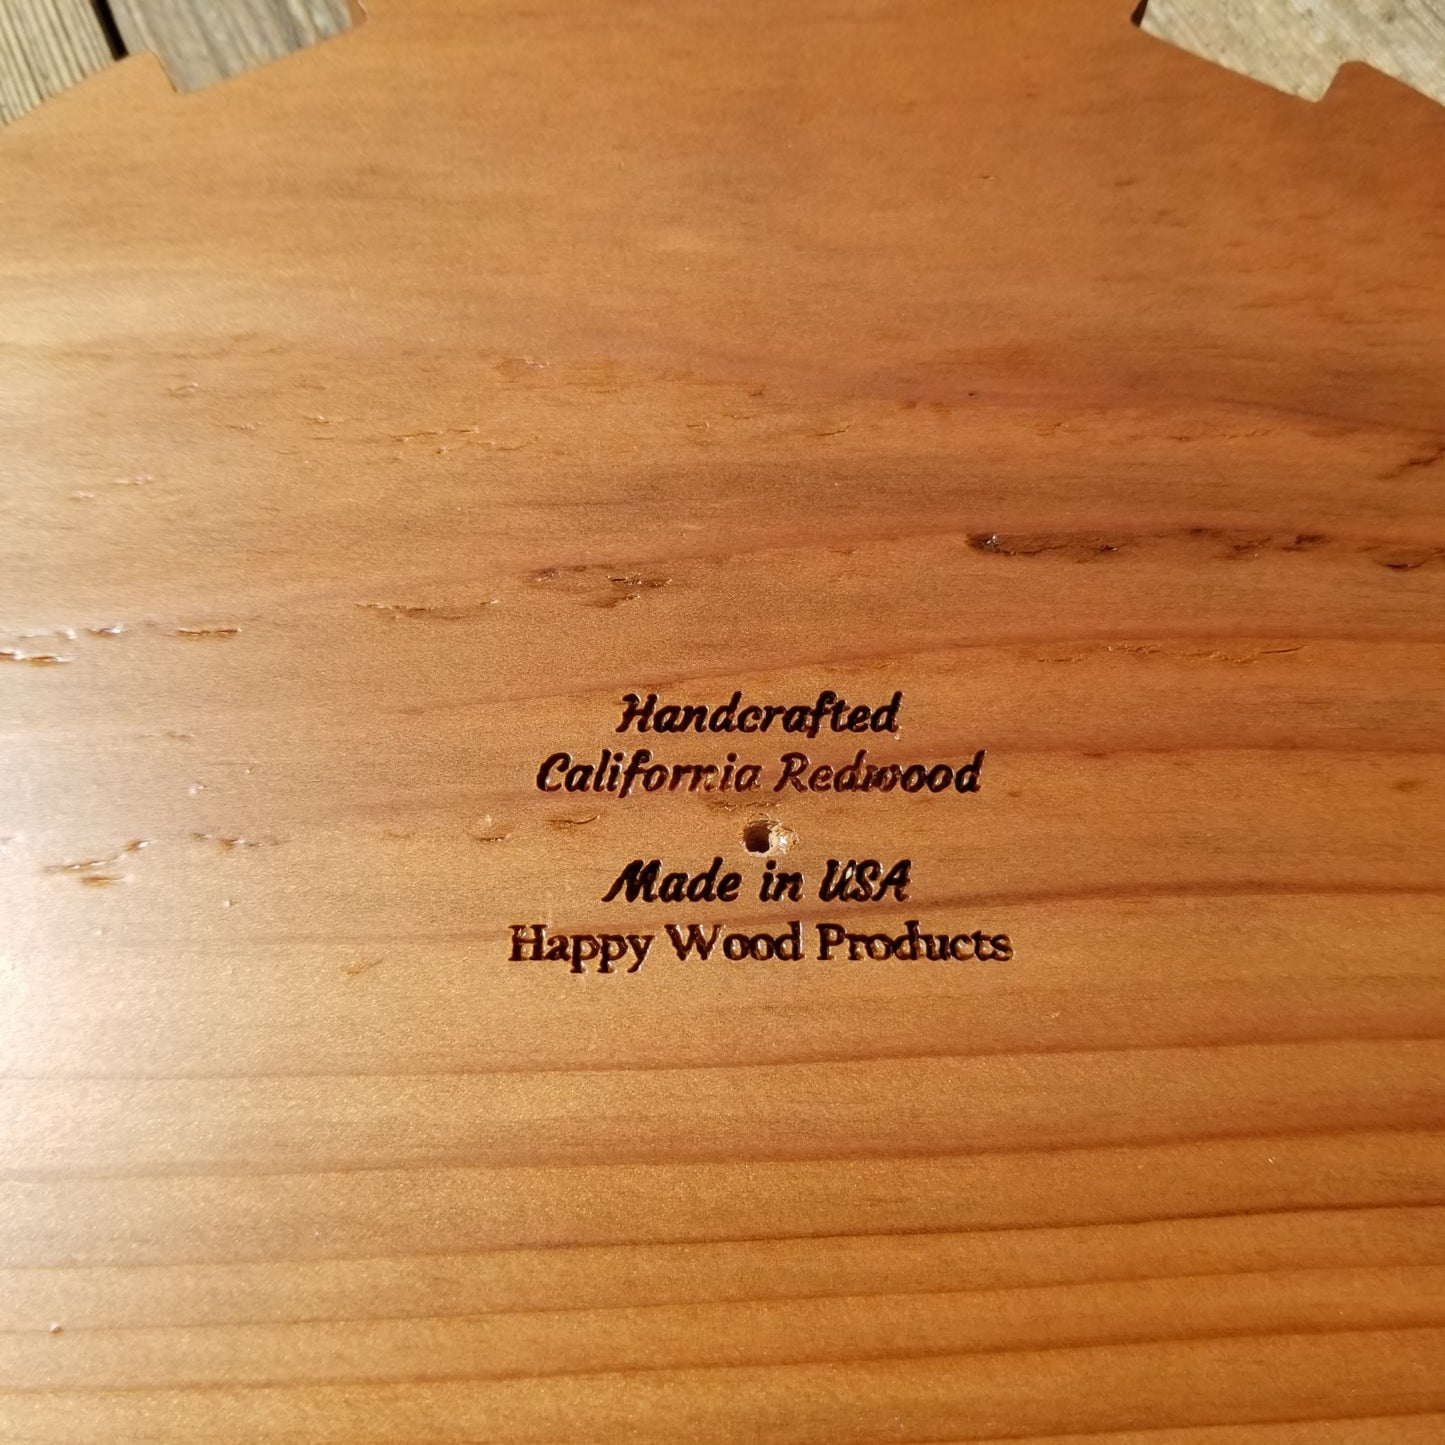 Handcrafted
California Redwood
Made in USA
Happy Wood Products